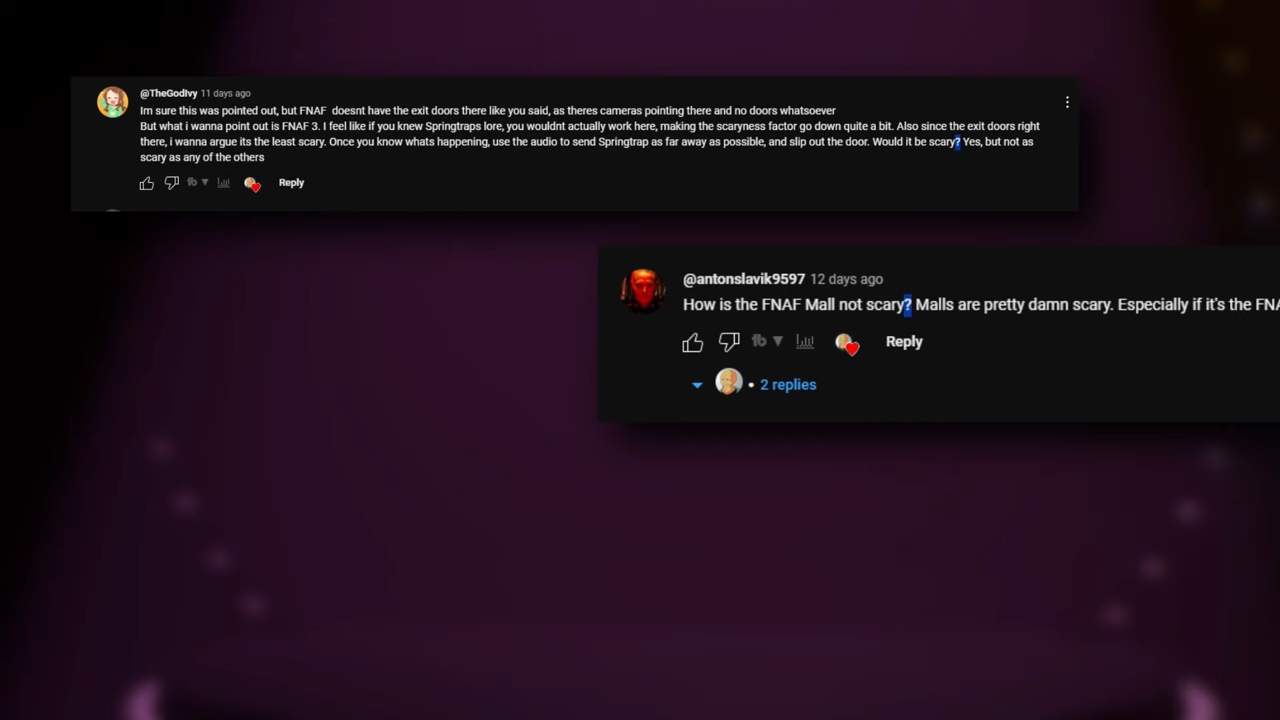 @TheGodIvy 11 days ago
Im sure this was pointed out, but FNAF doesnt have the exit doors there like you said, as theres cameras pointing there and no doors whatsoever
But what i wanna point out is FNAF 3. I feel like if you knew Springtraps lore, you wouldnt actually work here, making the scaryness factor go down quite a bit. Also since the exit doors right
there, i wanna argue its the least scary. Once you know whats happening, use the audio to send Springtrap as far away as possible, and slip out the door. Would it be scary? Yes, but not as
scary as any of the others
Reply
@antonslavik9597 12 days ago
How is the FNAF Mall not scary? Malls are pretty damn scary. Especially if it's the FNA
Reply
• 2 replies